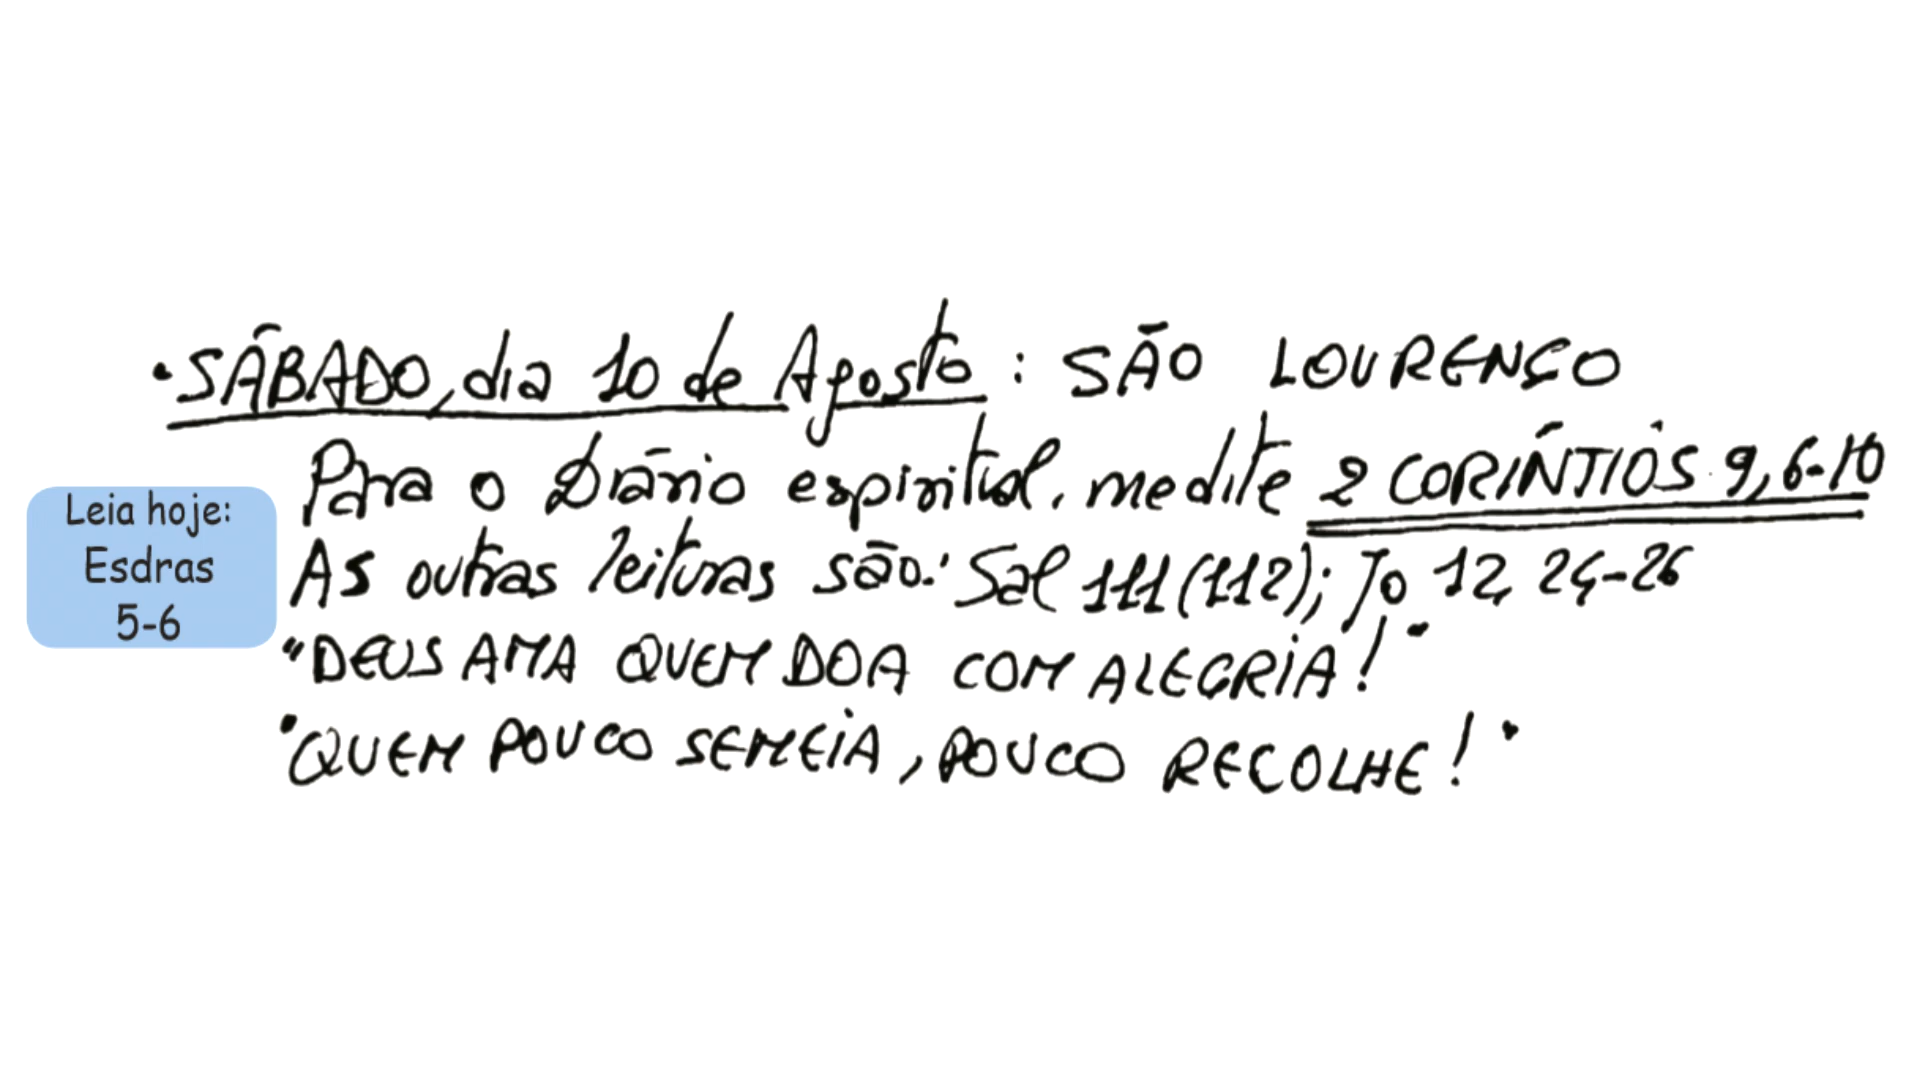 • SÁBADO, dia 10 de Agosto : SÃO LOURENÇO
Para o Diário espiritual, medite 2 CORÍNTIOS 9, 6-10
Leia hoje:
Esdras
5-6
As outras leituras são: Sal 111 (112); Jo 12, 24-26
"DEUS AMA QUEM DOA COM ALEGRIA!"
"QUEM POUCO SEMEIA, POUCO RECOLHE!"